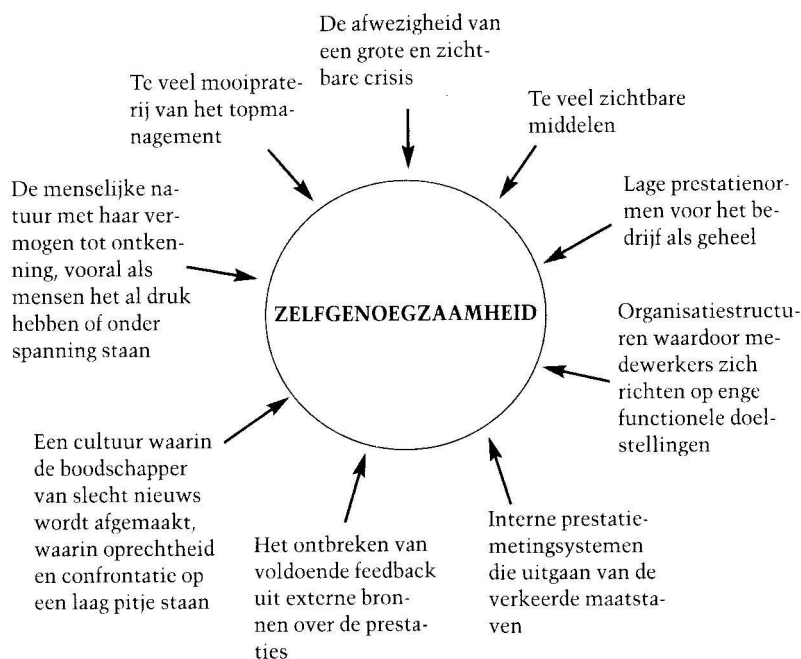 De afwezigheid van
een grote en zicht-
bare crisis
Te veel zichtbare
middelen
Lage prestatienor-
men voor het be-
drijf als geheel
Organisatiestructu-
ren waardoor me-
dewerkers zich
richten op enge
functionele doel-
stellingen
Interne prestatie-
metingsystemen
die uitgaan van de
verkeerde maatsta-
ven
Het ontbreken van
voldoende feedback
uit externe bron-
nen over de presta-
ties
Een cultuur waarin
de boodschapper
van slecht nieuws
wordt afgemaakt,
waarin oprechtheid
en confrontatie op
een laag pitje staan
De menselijke na-
tuur met haar ver-
mogen tot ontken-
ning, vooral als
mensen het al druk
hebben of onder
spanning staan
Te veel mooiprate-
rij van het topma-
nagement
ZELFGENOEGZAAMHEID